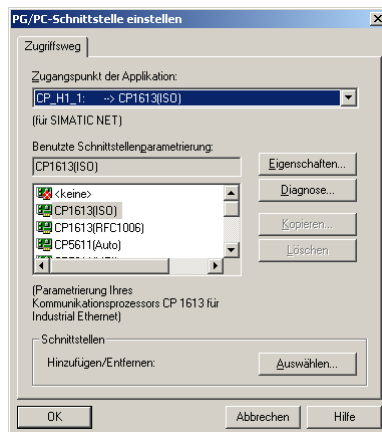 PG/PC-Schnittstelle einstellen
Zugriffsweg
Zugangspunkt der Applikation:
CP_H1_1: --> CP1613(ISO)
(für SIMATIC NET)
Benutzte Schnittstellenparametrierung:
CP1613(ISO)
Eigenschaften...
<keine>
Diagnose...
CP1613(ISO)
CP1613(RFC1006)
Kopieren...
CP5611(Auto)
Löschen
(Parametrierung Ihres
Kommunikationsprozessors CP 1613 für
Industrial Ethernet)
Schnittstellen
Hinzufügen/Entfernen:
Auswählen...
OK
Abbrechen
Hilfe